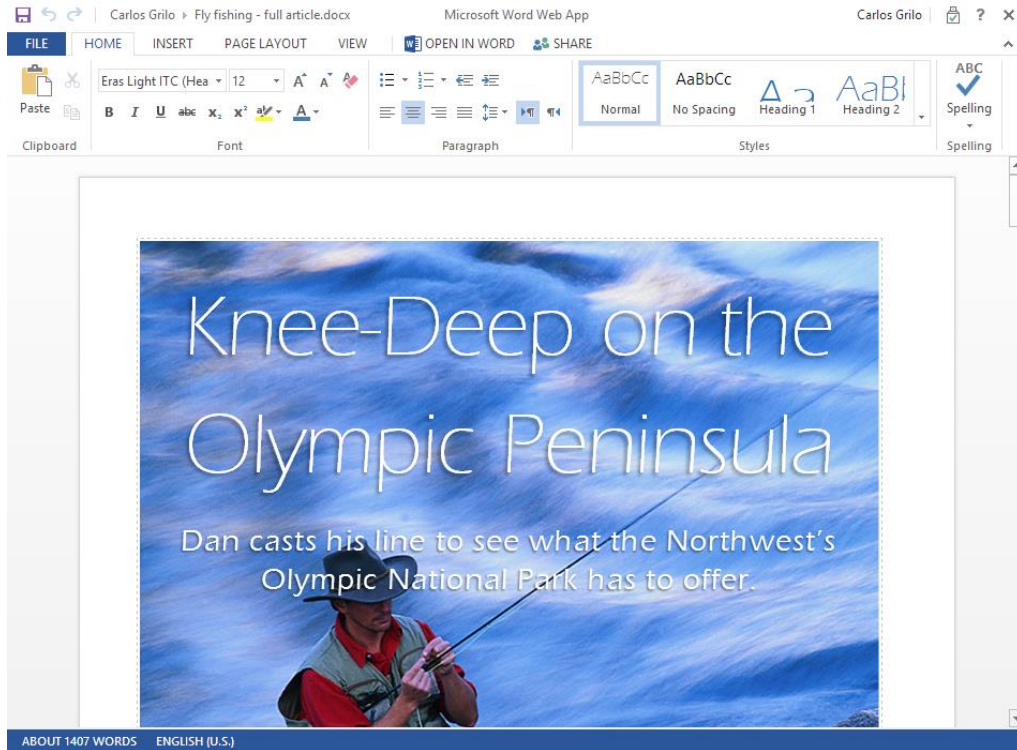 Carlos Grilo ▸ Fly fishing - full article.docx Microsoft Word Web App Carlos Grilo ? ×
FILE HOME INSERT PAGE LAYOUT VIEW OPEN IN WORD SHARE
Eras Light ITC (Hea 12 A A
AaBbCc AaBbCc AaBb
ABC
Paste B I U abc x₂ x² aby A
Normal No Spacing Heading 1 Heading 2 Spelling
Clipboard Font Paragraph Styles Spelling
Knee-Deep on the
Olympic Peninsula
Dan casts his line to see what the Northwest's
Olympic National Park has to offer.
ABOUT 1407 WORDS ENGLISH (U.S.)